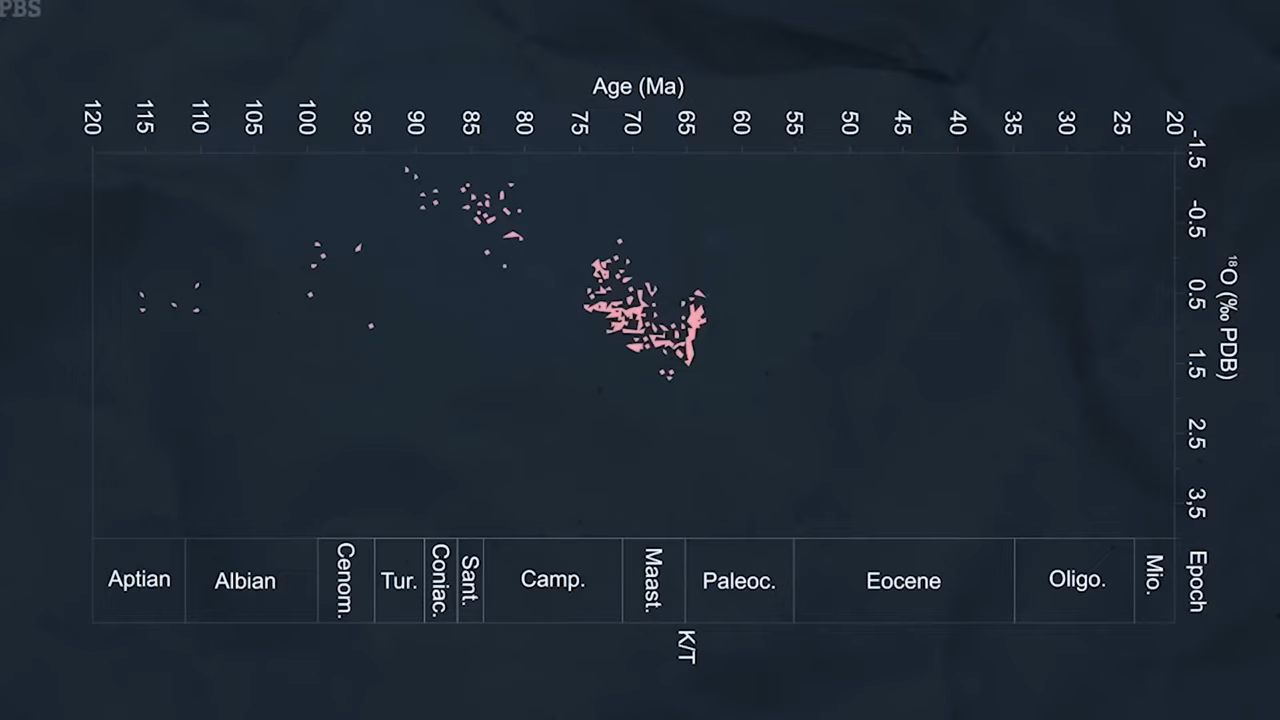 PBS
Age (Ma)
120 115 110 105 100 95 90 85 80 75 70 65 60 55 50 45 40 35 30 25 20
-1.5
-0.5
0.5
1.5
2.5
3,5
18O (‰ PDB)
Aptian Albian Cenom. Tur. Coniac. Sant. Camp. Maast. Paleoc. Eocene Oligo. Mio. Epoch
K/T